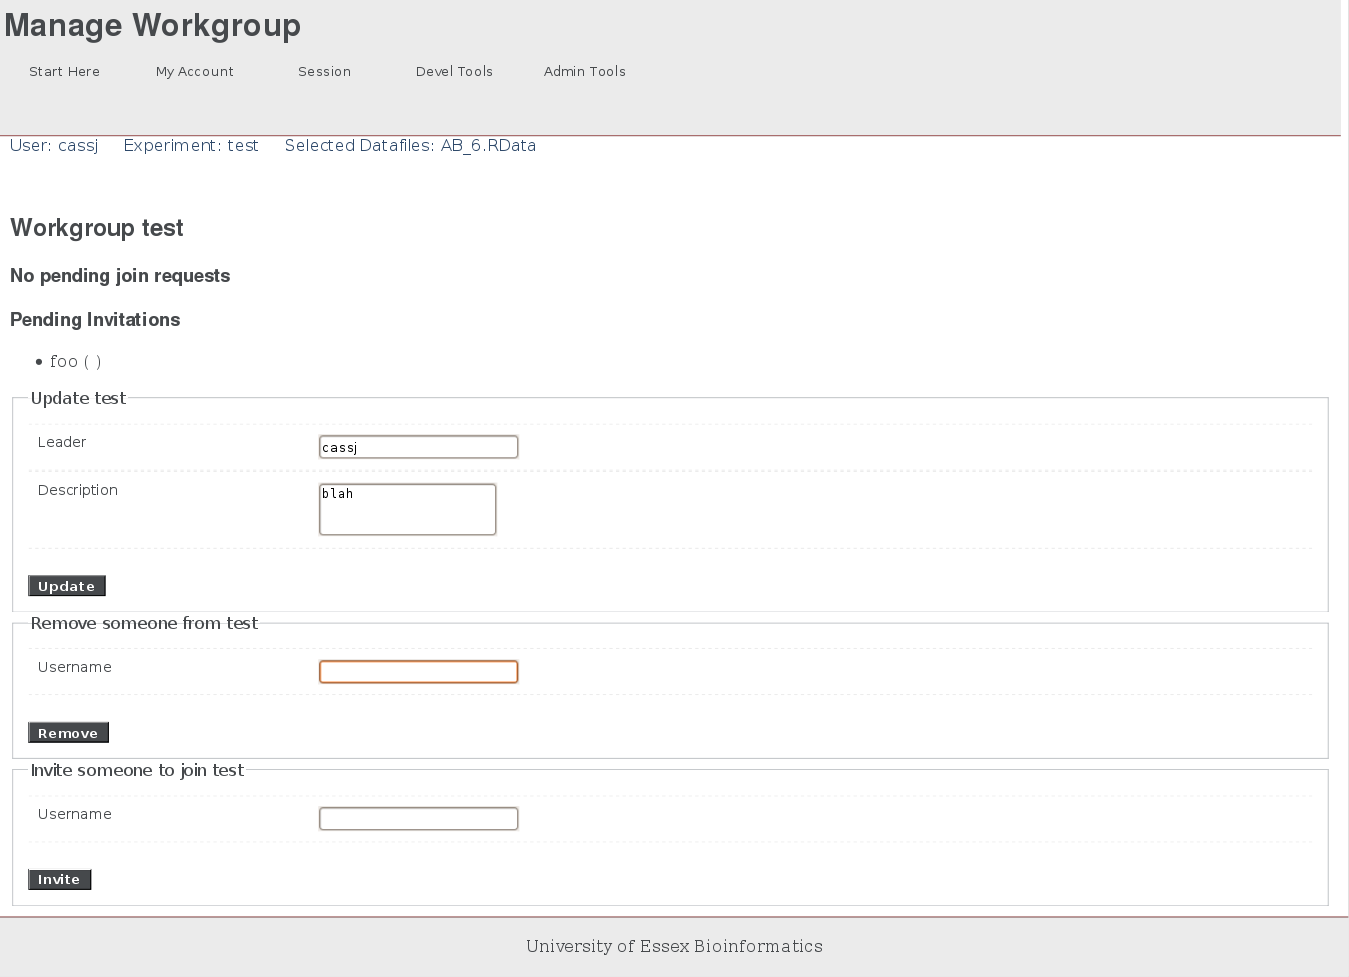 Manage Workgroup
Start Here My Account Session Devel Tools Admin Tools
User: cassj Experiment: test Selected Datafiles: AB_6.RData
Workgroup test
No pending join requests
Pending Invitations
• foo ( )
Update test
Leader cassj
Description blah
Update
Remove someone from test
Username
Remove
Invite someone to join test
Username
Invite
University of Essex Bioinformatics